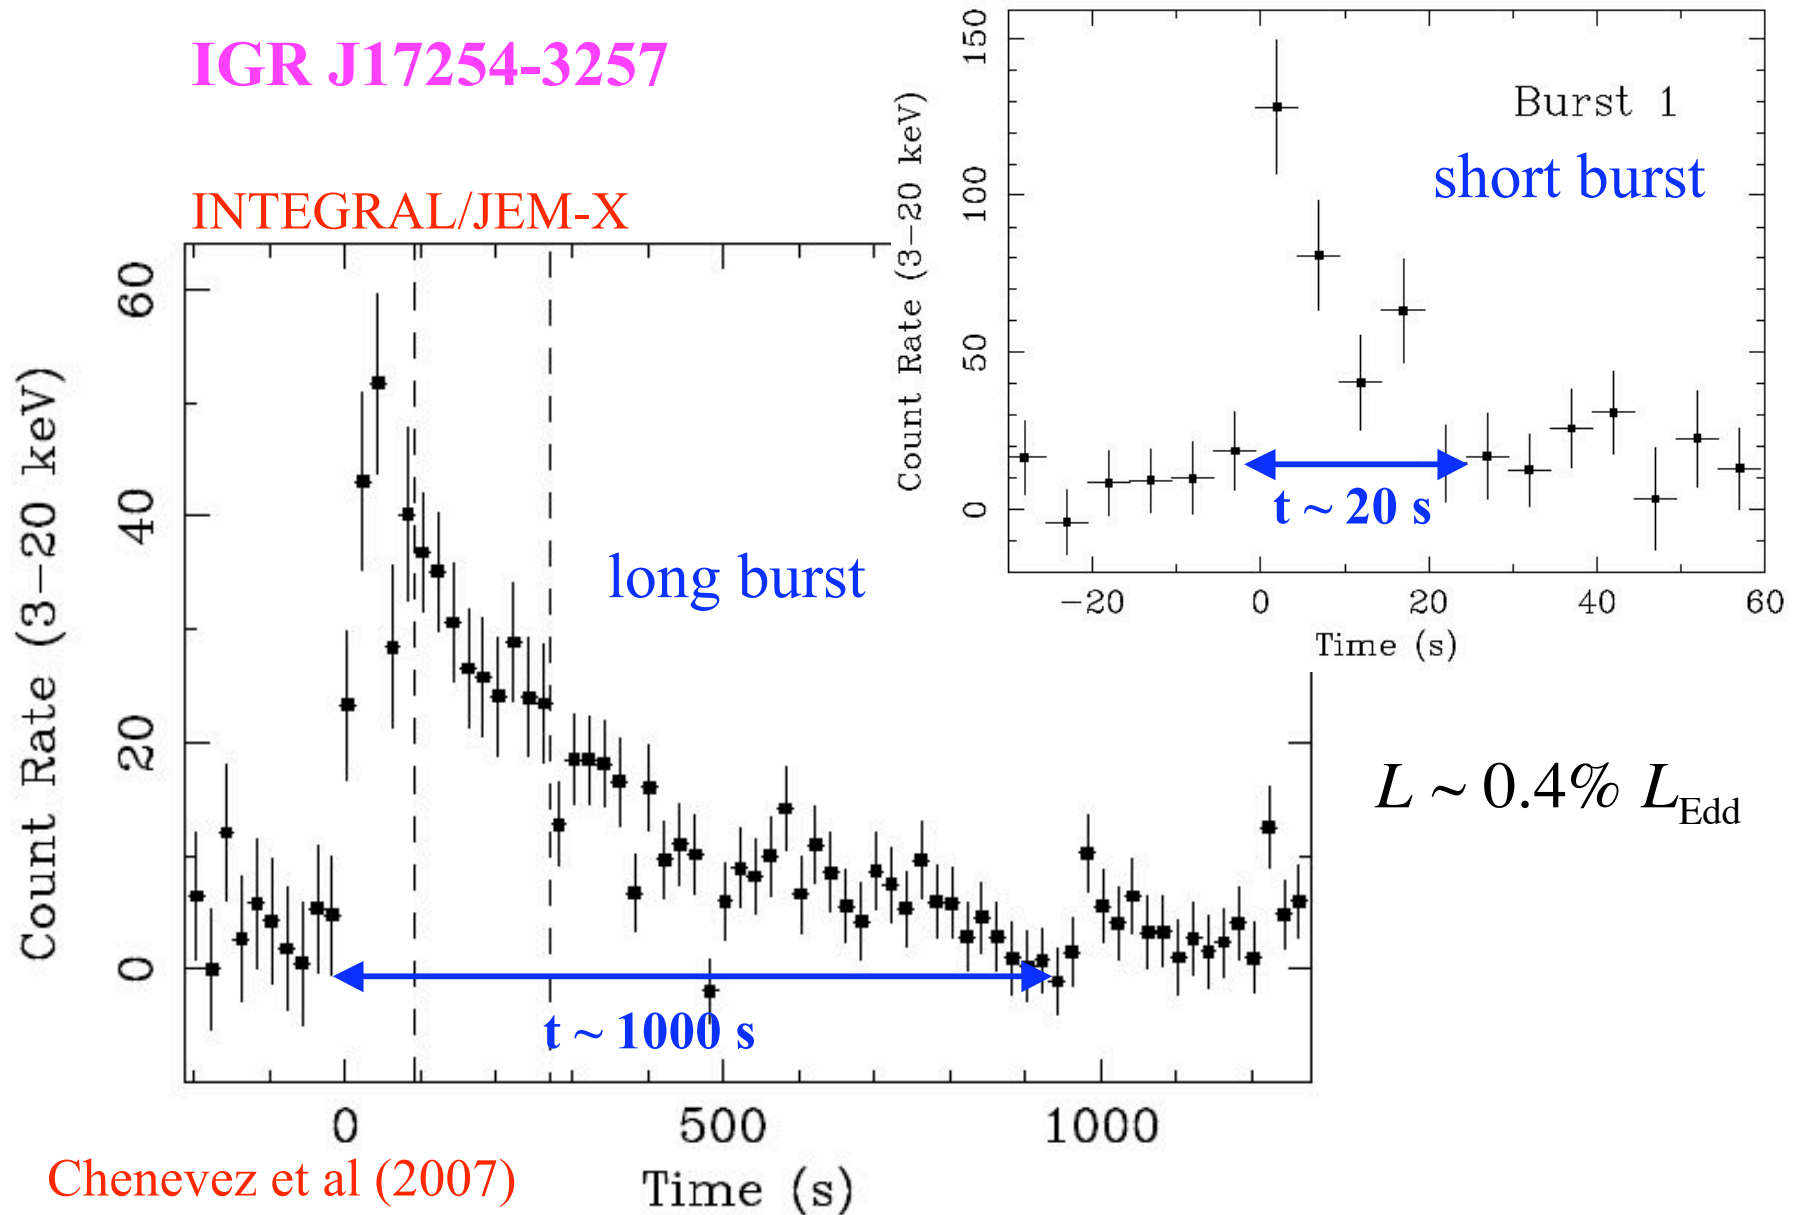 IGR J17254-3257
INTEGRAL/JEM-X
Count Rate (3−20 keV)
60
40
20
0
long burst
t ~ 1000 s
0
500
1000
Time (s)
Chenevez et al (2007)
Count Rate (3−20 keV)
150
100
50
0
Burst 1
short burst
t ~ 20 s
−20
0
20
40
60
Time (s)
L ~ 0.4% L_Edd